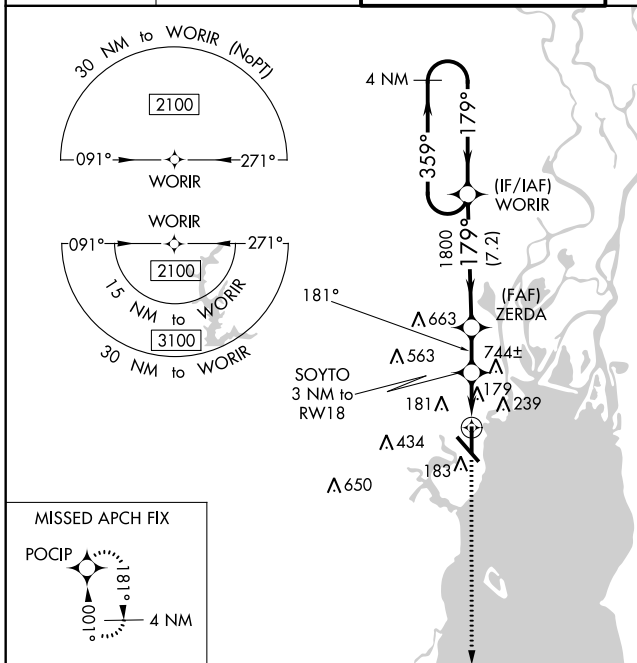 30 NM to WORIR (NoPT)
2100
091°
271°
WORIR
WORIR
091°
271°
2100
15 NM to WORIR
3100
30 NM to WORIR
4 NM
359°
179°
(IF/IAF)
WORIR
1800
179°
(7.2)
(FAF)
ZERDA
181°
663
563
744±
SOYTO
3 NM to
RW18
179
181
239
434
183
650
MISSED APCH FIX
POCIP
181°
001°
4 NM